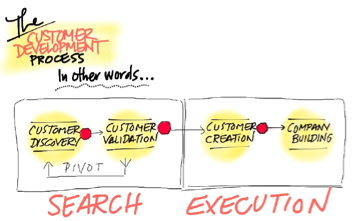 The
CUSTOMER
DEVELOPMENT
PROCESS
In other words...
CUSTOMER
DISCOVERY
CUSTOMER
VALIDATION
CUSTOMER
CREATION
COMPANY
BUILDING
PIVOT
SEARCH
EXECUTION